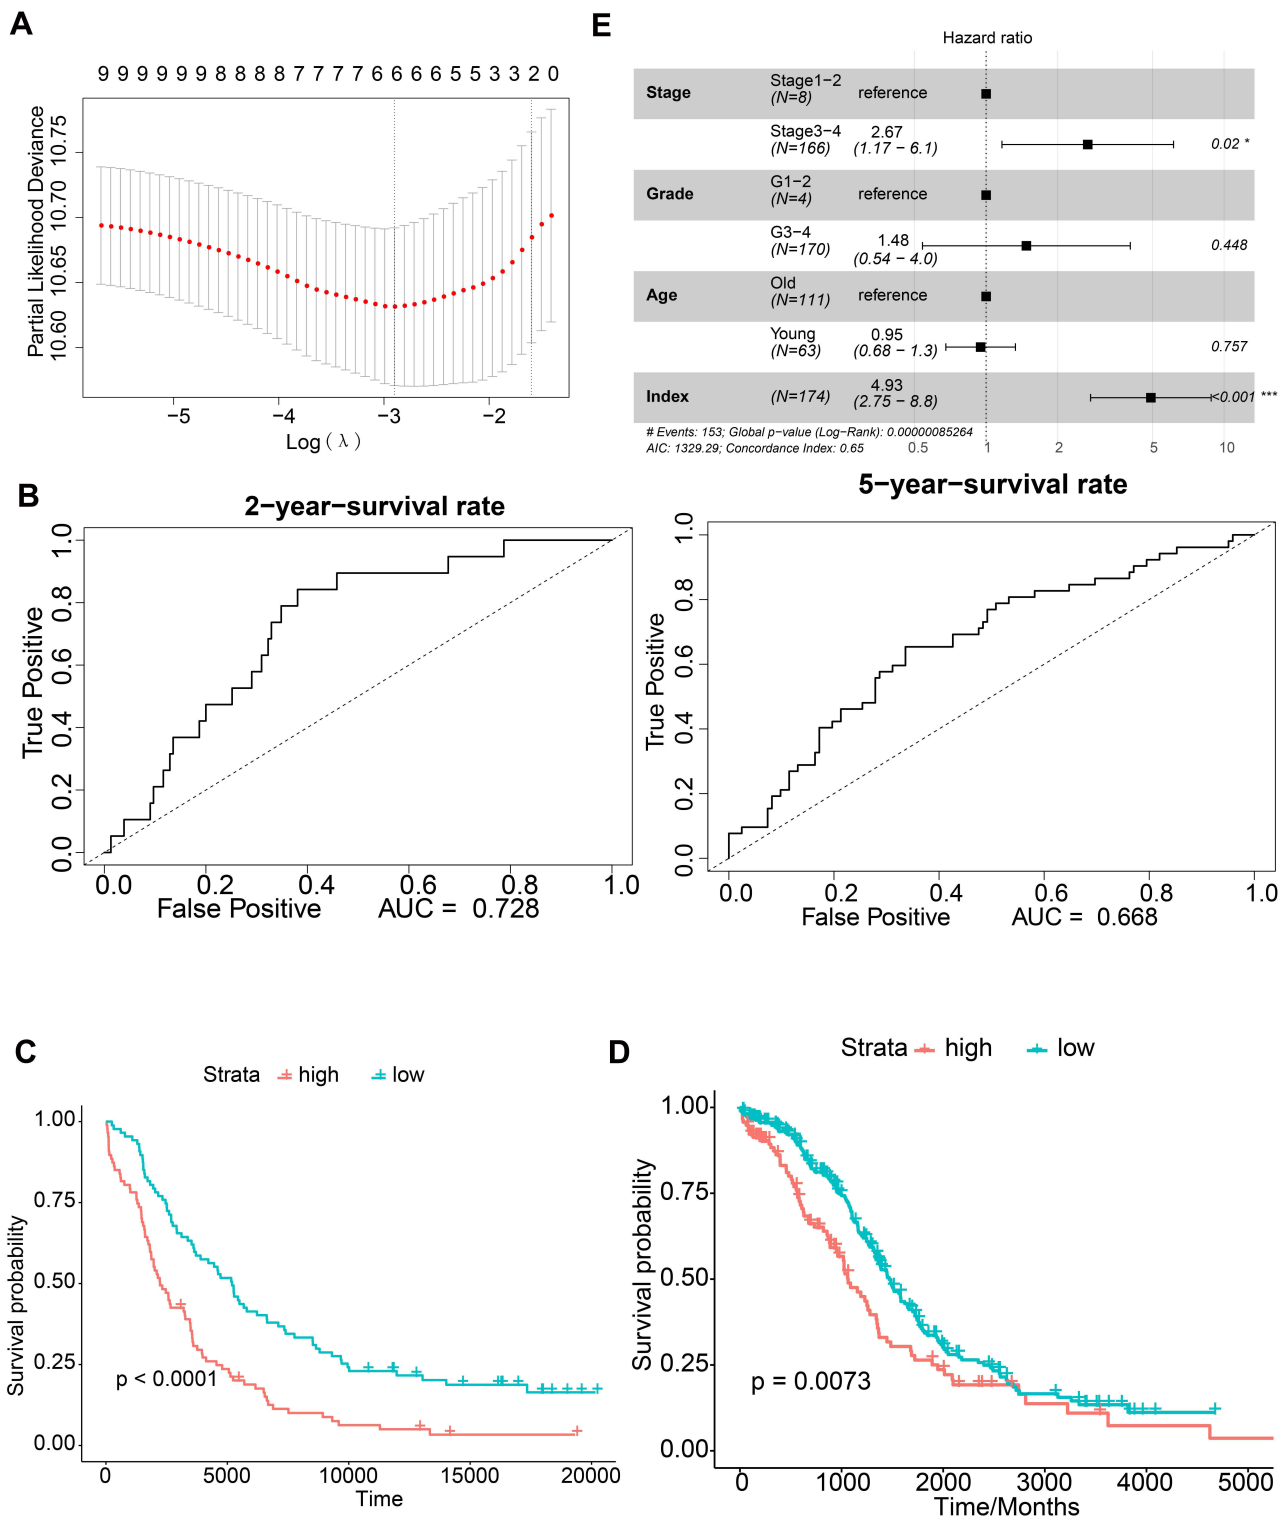 A
9 9 9 9 9 9 8 8 8 8 7 7 7 7 6 6 6 6 5 5 3 3 2 0
Partial Likelihood Deviance
10.75
10.70
10.65
10.60
−5 −4 −3 −2
Log(λ)
E
Hazard ratio
Stage Stage1−2 (N=8) reference
Stage3−4 (N=166) 2.67 (1.17 − 6.1) 0.02 *
Grade G1−2 (N=4) reference
G3−4 (N=170) 1.48 (0.54 − 4.0) 0.448
Age Old (N=111) reference
Young (N=63) 0.95 (0.68 − 1.3) 0.757
Index (N=174) 4.93 (2.75 − 8.8) <0.001 ***
# Events: 153; Global p−value (Log−Rank): 0.00000085264
AIC: 1329.29; Concordance Index: 0.65
0.5 1 2 5 10
B
2−year−survival rate
True Positive
1.0
0.8
0.6
0.4
0.2
0.0
0.0 0.2 0.4 0.6 0.8 1.0
False Positive AUC = 0.728
5−year−survival rate
True Positive
1.0
0.8
0.6
0.4
0.2
0.0
0.0 0.2 0.4 0.6 0.8 1.0
False Positive AUC = 0.668
C
Strata high low
Survival probability
1.00
0.75
0.50
0.25
0.00
p < 0.0001
0 5000 10000 15000 20000
Time
D
Strata high low
Survival probability
1.00
0.75
0.50
0.25
0.00
p = 0.0073
0 1000 2000 3000 4000 5000
Time/Months